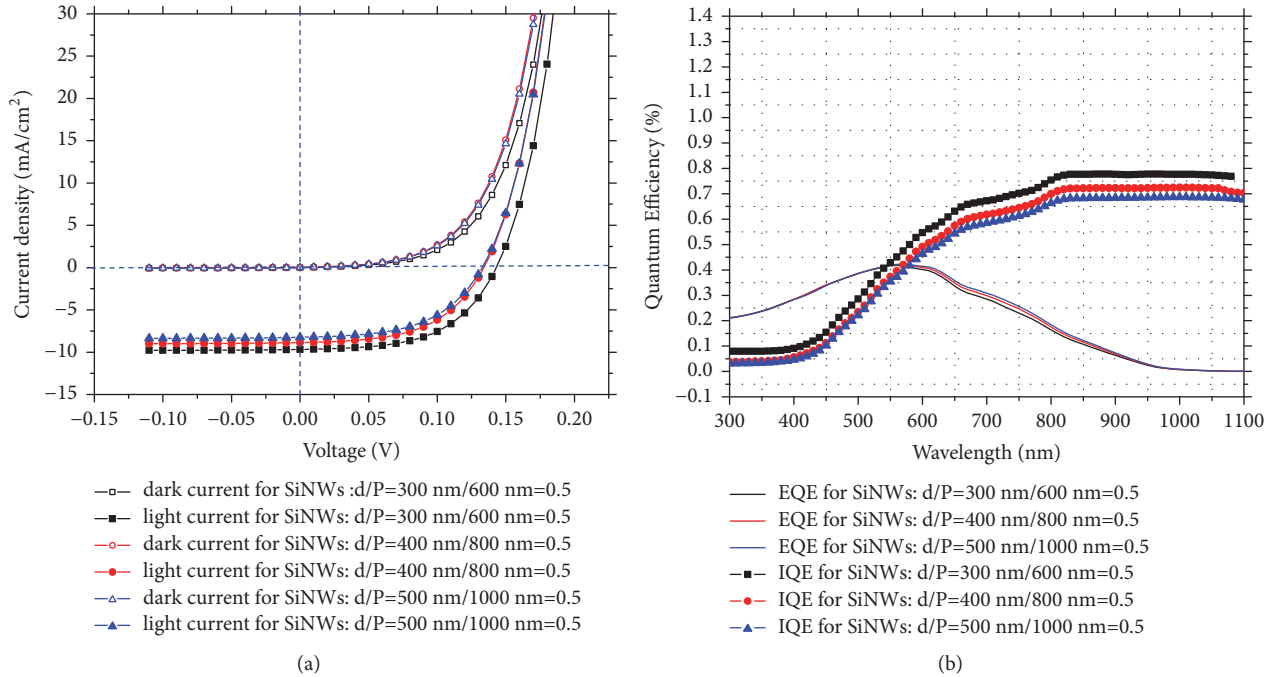 30
25
20
15
10
5
0
−5
−10
−15
−0.15
−0.10
−0.05
0.00
0.05
0.10
0.15
0.20
Current density (mA/cm²)
Voltage (V)
dark current for SiNWs :d/P=300 nm/600 nm=0.5
light current for SiNWs: d/P=300 nm/600 nm=0.5
dark current for SiNWs: d/P=400 nm/800 nm=0.5
light current for SiNWs: d/P=400 nm/800 nm=0.5
dark current for SiNWs: d/P=500 nm/1000 nm=0.5
light current for SiNWs: d/P=500 nm/1000 nm=0.5
(a)
1.4
1.3
1.2
1.1
1.0
0.9
0.8
0.7
0.6
0.5
0.4
0.3
0.2
0.1
0.0
−0.1
300
400
500
600
700
800
900
1000
1100
Quantum Efficiency (%)
Wavelength (nm)
EQE for SiNWs: d/P=300 nm/600 nm=0.5
EQE for SiNWs: d/P=400 nm/800 nm=0.5
EQE for SiNWs: d/P=500 nm/1000 nm=0.5
IQE for SiNWs: d/P=300 nm/600 nm=0.5
IQE for SiNWs: d/P=400 nm/800 nm=0.5
IQE for SiNWs: d/P=500 nm/1000 nm=0.5
(b)